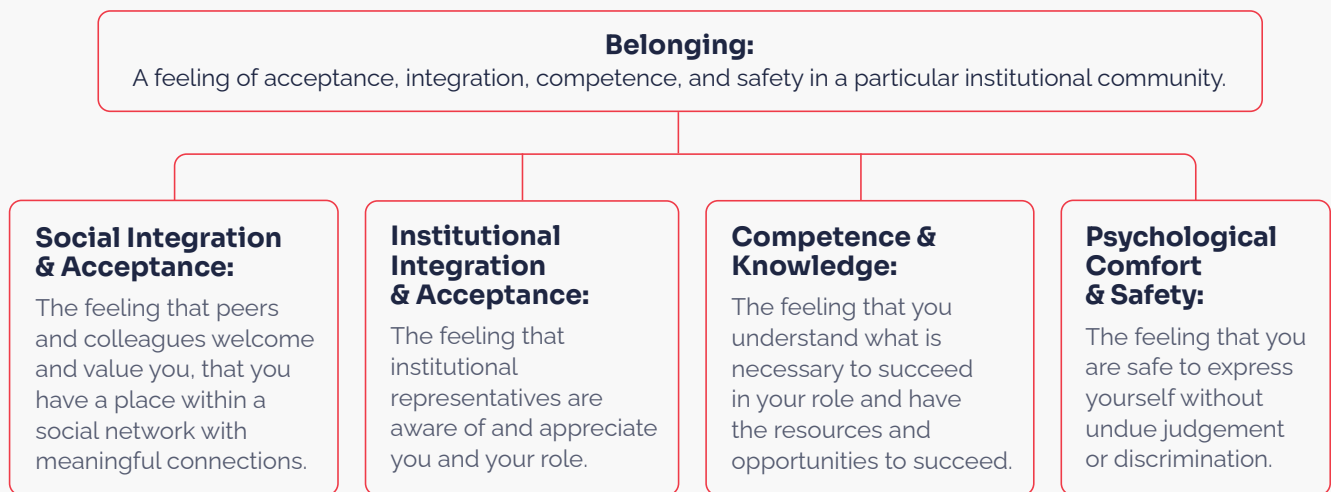 Belonging:
A feeling of acceptance, integration, competence, and safety in a particular institutional community.
Social Integration
& Acceptance:
The feeling that peers
and colleagues welcome
and value you, that you
have a place within a
social network with
meaningful connections.
Institutional
Integration
& Acceptance:
The feeling that
institutional
representatives are
aware of and appreciate
you and your role.
Competence &
Knowledge:
The feeling that you
understand what is
necessary to succeed
in your role and have
the resources and
opportunities to succeed.
Psychological
Comfort
& Safety:
The feeling that you
are safe to express
yourself without
undue judgement
or discrimination.